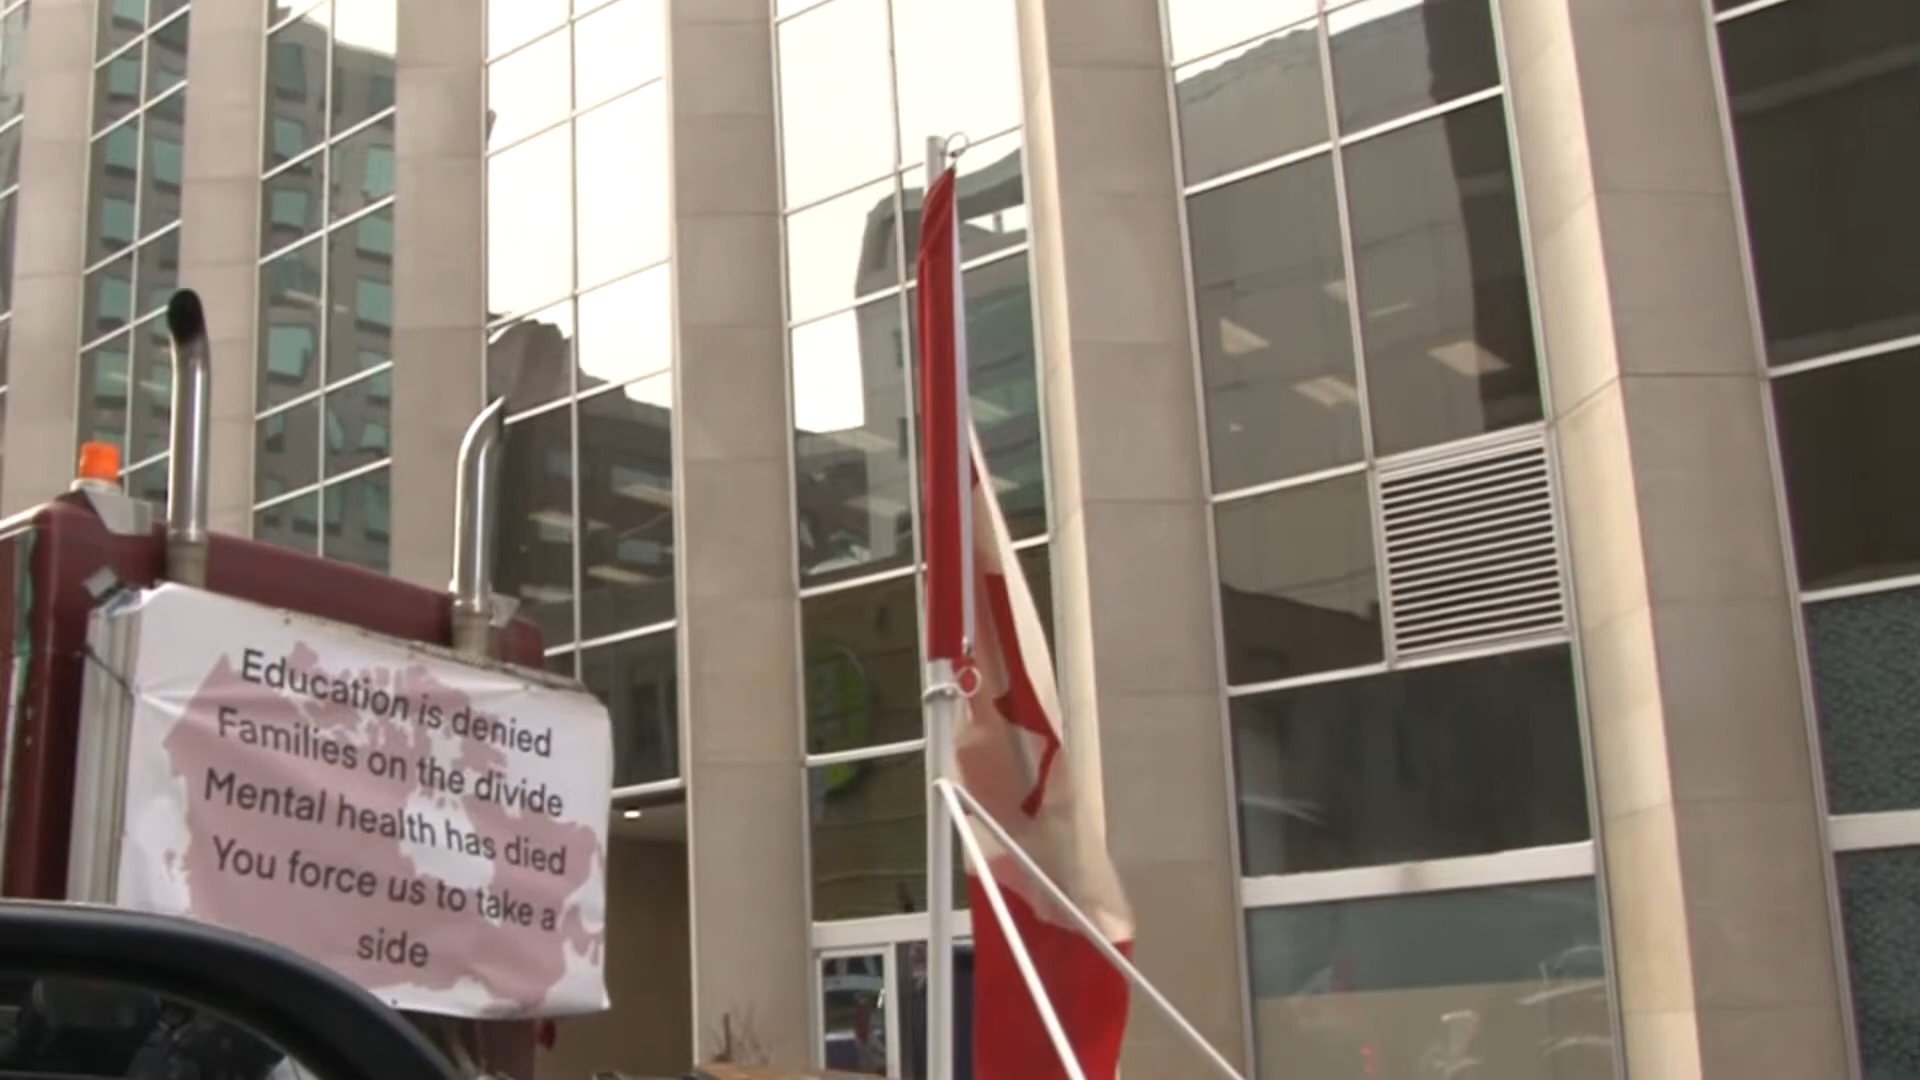 Education is denied
Families on the divide
Mental health has died
You force us to take a
side